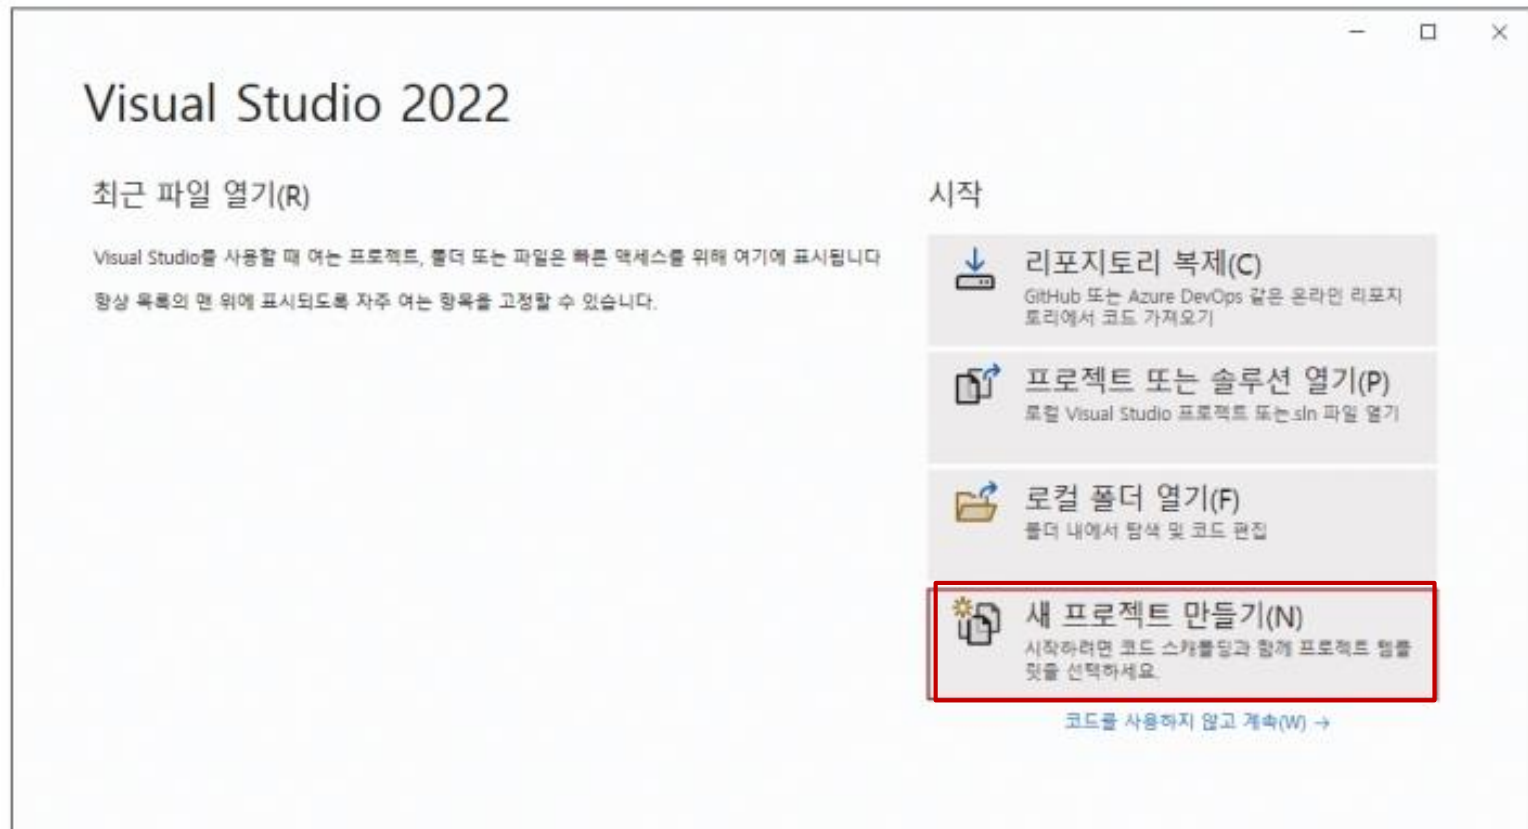 Visual Studio 2022
최근 파일 열기(R)
Visual Studio를 사용할 때 여는 프로젝트, 폴더 또는 파일은 빠른 액세스를 위해 여기에 표시됩니다
항상 목록의 맨 위에 표시되도록 자주 여는 항목을 고정할 수 있습니다.
시작
리포지토리 복제(C)
GitHub 또는 Azure DevOps 같은 온라인 리포지
토리에서 코드 가져오기
프로젝트 또는 솔루션 열기(P)
로컬 Visual Studio 프로젝트 또는.sln 파일 열기
로컬 폴더 열기(F)
폴더 내에서 탐색 및 코드 편집
새 프로젝트 만들기(N)
시작하려면 코드 스캐폴딩과 함께 프로젝트 템플
릿을 선택하세요.
코드를 사용하지 않고 계속(W) →